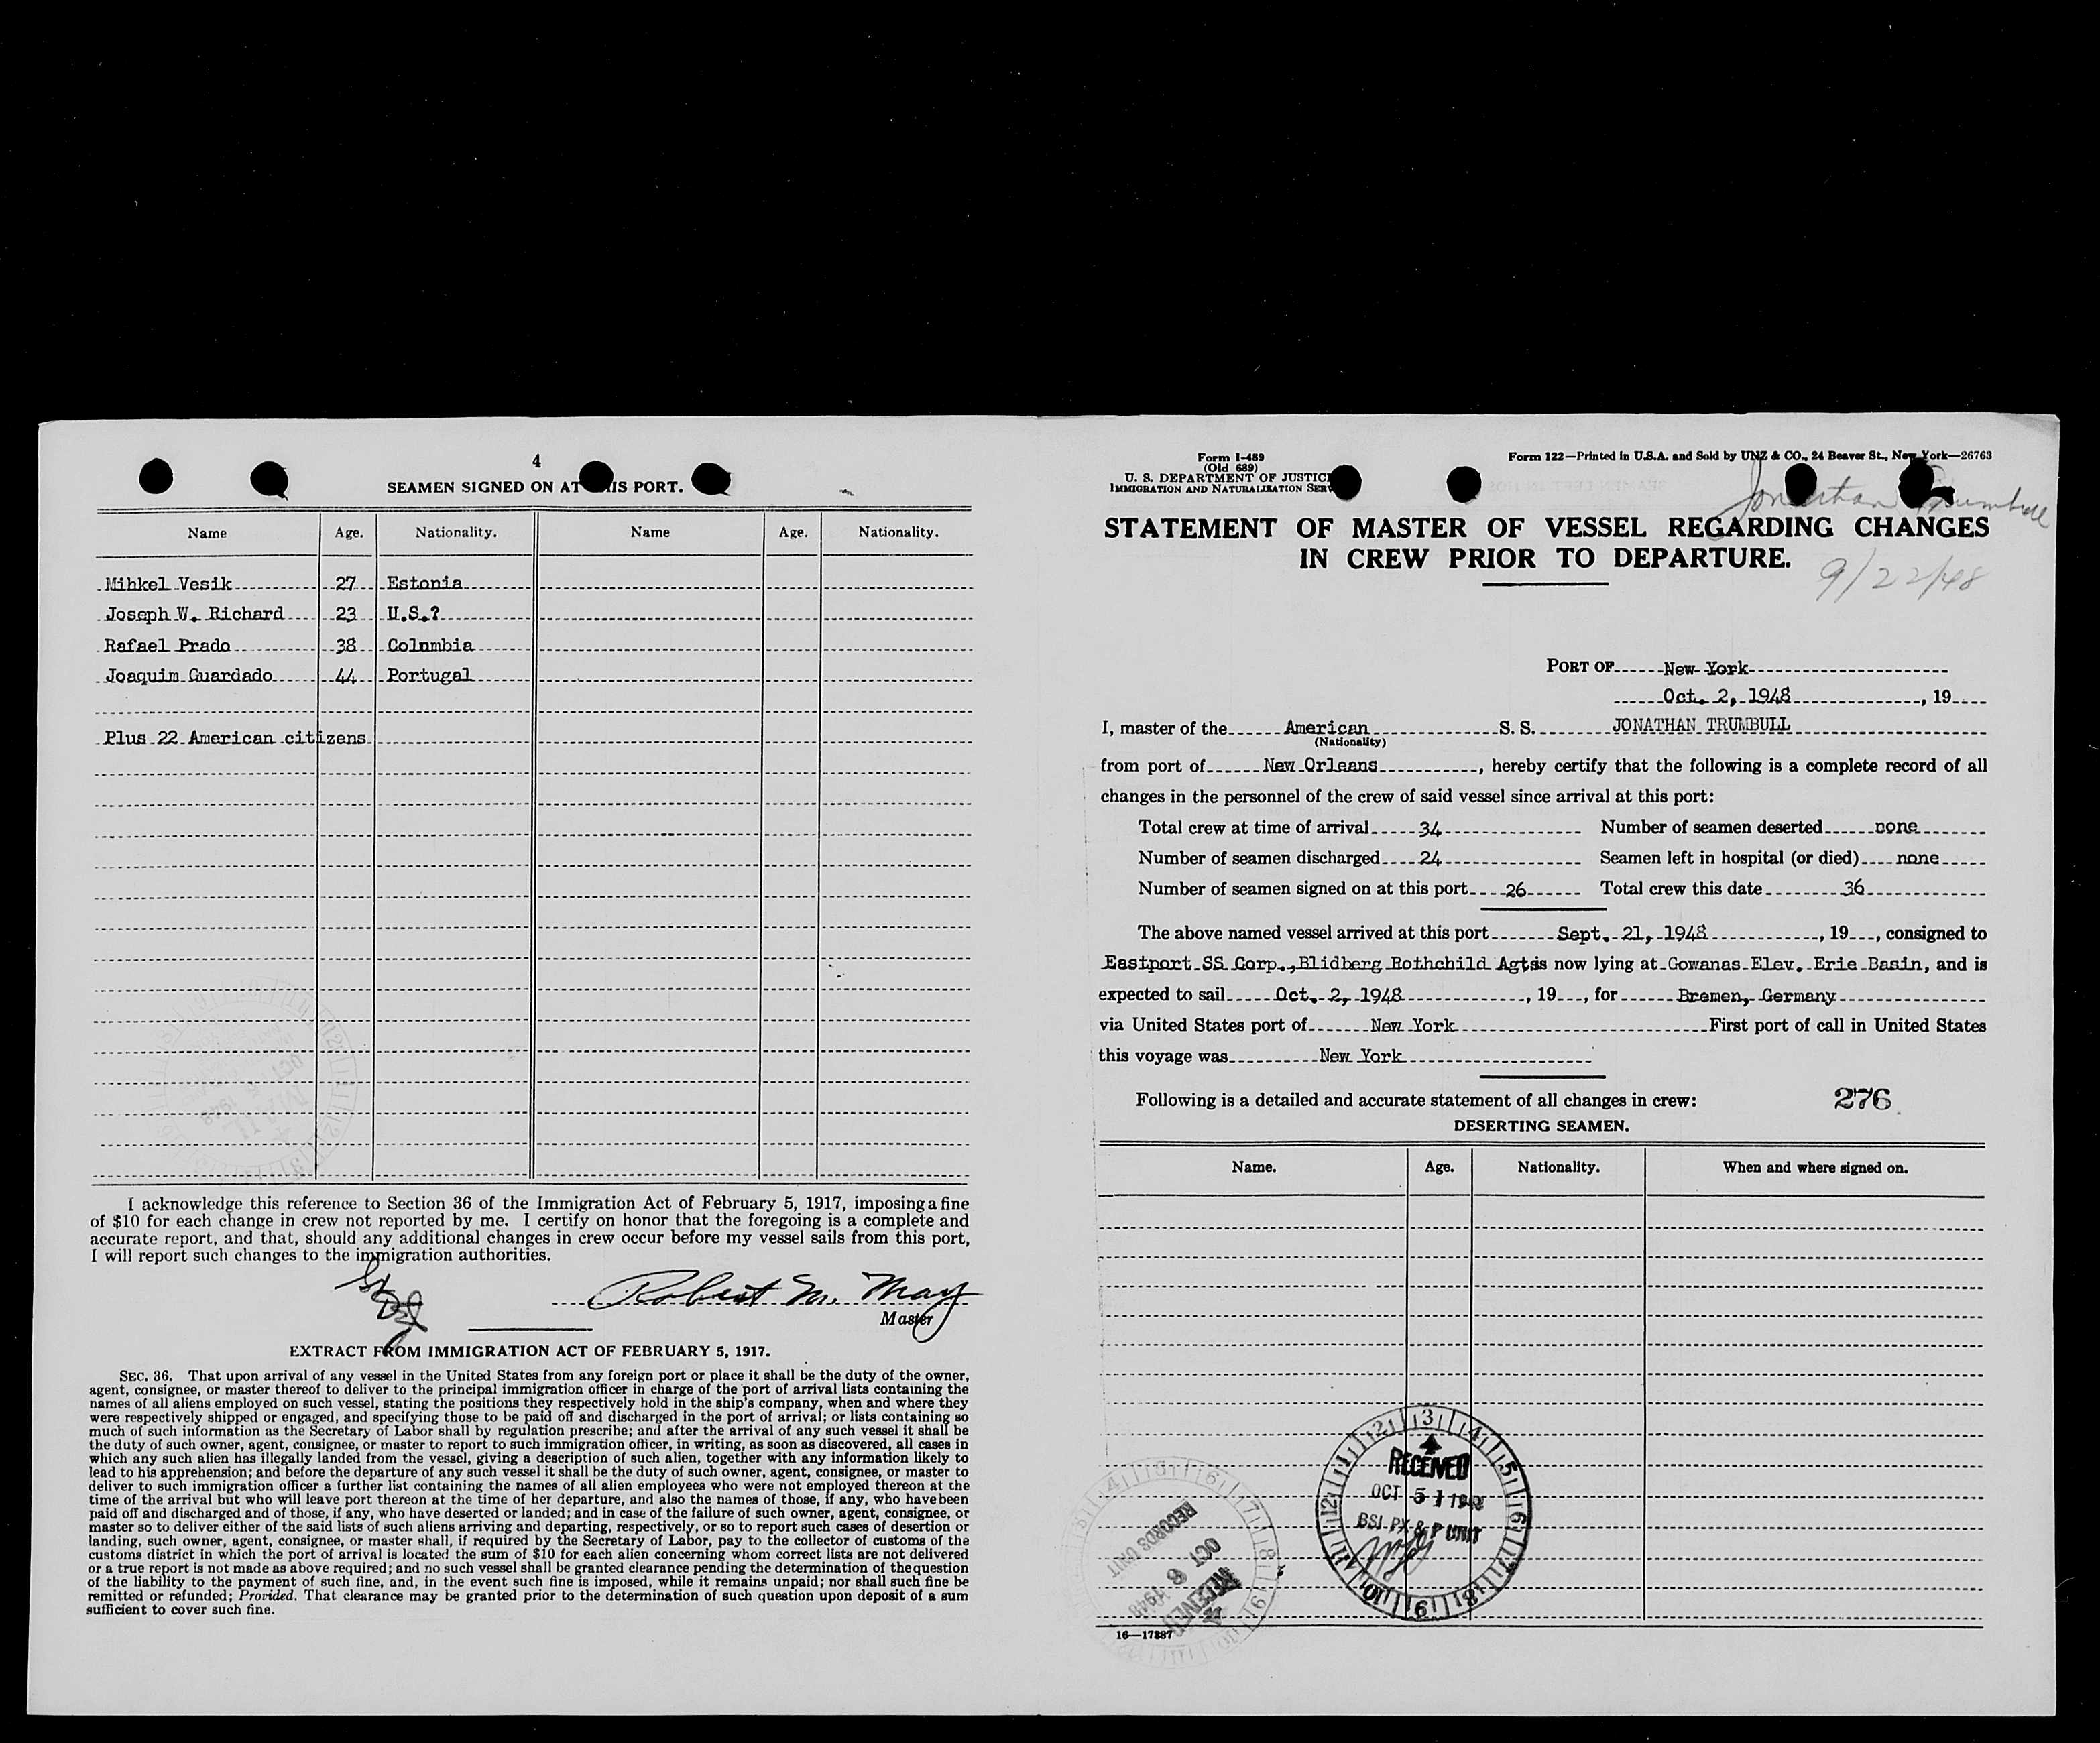 4
SEAMEN SIGNED ON AT IS PORT.
Name Age. Nationality. Name Age. Nationality.
Mihkel Vesik 27 Estonia
Joseph W. Richard 23 U.S.?
Rafael Prado 38 Colombia
Joaquim Guardado 44 Portugal
Plus 22 American citizens
I acknowledge this reference to Section 36 of the Immigration Act of February 5, 1917, imposing a fine
of $10 for each change in crew not reported by me. I certify on honor that the foregoing is a complete and
accurate report, and that, should any additional changes in crew occur before my vessel sails from this port,
I will report such changes to the immigration authorities.
Robert M. May
Master
EXTRACT FROM IMMIGRATION ACT OF FEBRUARY 5, 1917.
SEC. 36. That upon arrival of any vessel in the United States from any foreign port or place it shall be the duty of the owner,
agent, consignee, or master thereof to deliver to the principal immigration officer in charge of the port of arrival lists containing the
names of all aliens employed on such vessel, stating the positions they respectively hold in the ship's company, when and where they
were respectively shipped or engaged, and specifying those to be paid off and discharged in the port of arrival; or lists containing so
much of such information as the Secretary of Labor shall by regulation prescribe; and after the arrival of any such vessel it shall be
the duty of such owner, agent, consignee, or master to report to such immigration officer, in writing, as soon as discovered, all cases in
which any such alien has illegally landed from the vessel, giving a description of such alien, together with any information likely to
lead to his apprehension; and before the departure of any such vessel it shall be the duty of such owner, agent, consignee, or master to
deliver to such immigration officer a further list containing the names of all alien employees who were not employed thereon at the
time of the arrival but who will leave port thereon at the time of her departure, and also the names of those, if any, who have been
paid off and discharged and of those, if any, who have deserted or landed; and in case of the failure of such owner, agent, consignee, or
master so to deliver either of the said lists of such aliens arriving and departing, respectively, or so to report such cases of desertion or
landing, such owner, agent, consignee, or master shall, if required by the Secretary of Labor, pay to the collector of customs of the
customs district in which the port of arrival is located the sum of $10 for each alien concerning whom correct lists are not delivered
or a true report is not made as above required; and no such vessel shall be granted clearance pending the determination of the question
of the liability to the payment of such fine, and, in the event such fine is imposed, while it remains unpaid; nor shall such fine be
remitted or refunded; Provided, That clearance may be granted prior to the determination of such question upon deposit of a sum
sufficient to cover such fine.
Form I-489
(Old 689)
U. S. DEPARTMENT OF JUSTIC
IMMIGRATION AND NATURALIZATION SERV
Form 122—Printed in U.S.A. and Sold by UNZ & CO., 24 Beaver St., New York—26763
Jonathan Trumbull
STATEMENT OF MASTER OF VESSEL REGARDING CHANGES
IN CREW PRIOR TO DEPARTURE.
9/22/48
PORT OF New York
Oct. 2, 1948, 19
I, master of the American S. S. JONATHAN TRUMBULL
(Nationality)
from port of New Orleans, hereby certify that the following is a complete record of all
changes in the personnel of the crew of said vessel since arrival at this port:
Total crew at time of arrival 34 Number of seamen deserted none
Number of seamen discharged 24 Seamen left in hospital (or died) none
Number of seamen signed on at this port 26 Total crew this date 36
The above named vessel arrived at this port Sept. 21, 1948, 19, consigned to
Eastport SS Corp., Blidberg Rothchild Agts is now lying at Gowanas Elev. Erie Basin, and is
expected to sail Oct. 2, 1948, 19, for Bremen, Germany
via United States port of New York First port of call in United States
this voyage was New York
Following is a detailed and accurate statement of all changes in crew: 276
DESERTING SEAMEN.
Name. Age. Nationality. When and where signed on.
RECEIVED
OCT 5 1948
BSI-PX & P UNIT
RECORDS UNIT
OCT 6 1948
RECEIVED
16—17887